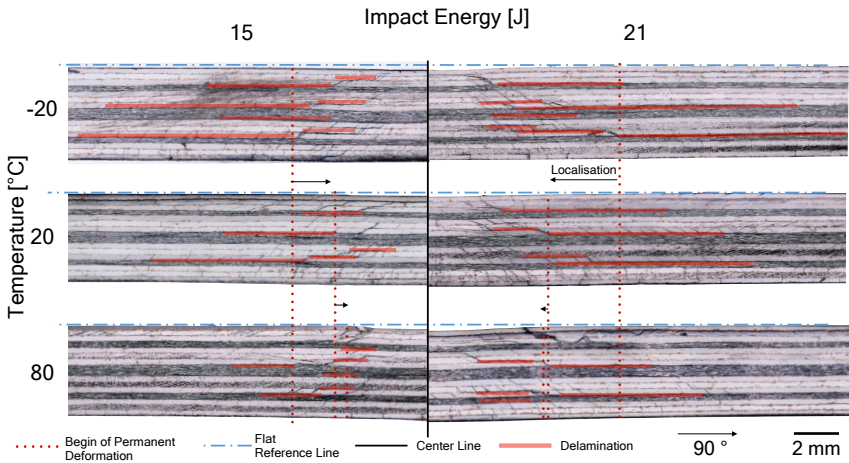 Impact Energy [J]
15
21
Temperature [°C]
-20
Localisation
20
80
Begin of Permanent
Deformation
Flat
Reference Line
Center Line
Delamination
90 °
2 mm